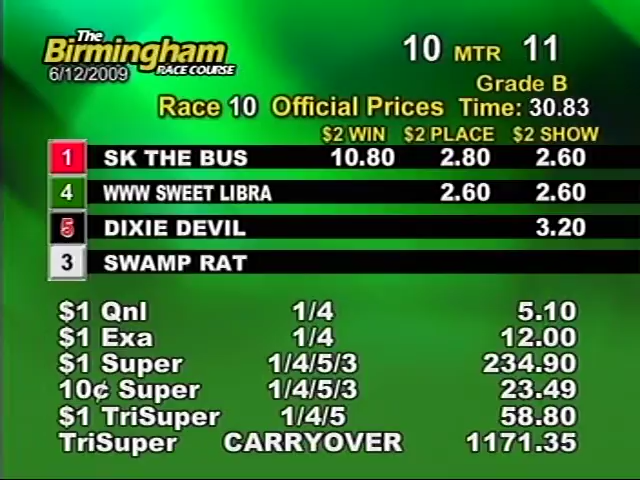 The
Birmingham
RACE COURSE
6/12/2009
10 MTR 11
Grade B
Race 10 Official Prices Time: 30.83
$2 WIN $2 PLACE $2 SHOW
1 SK THE BUS 10.80 2.80 2.60
4 WWW SWEET LIBRA 2.60 2.60
5 DIXIE DEVIL 3.20
3 SWAMP RAT
$1 Qnl 1/4 5.10
$1 Exa 1/4 12.00
$1 Super 1/4/5/3 234.90
10¢ Super 1/4/5/3 23.49
$1 TriSuper 1/4/5 58.80
TriSuper CARRYOVER 1171.35